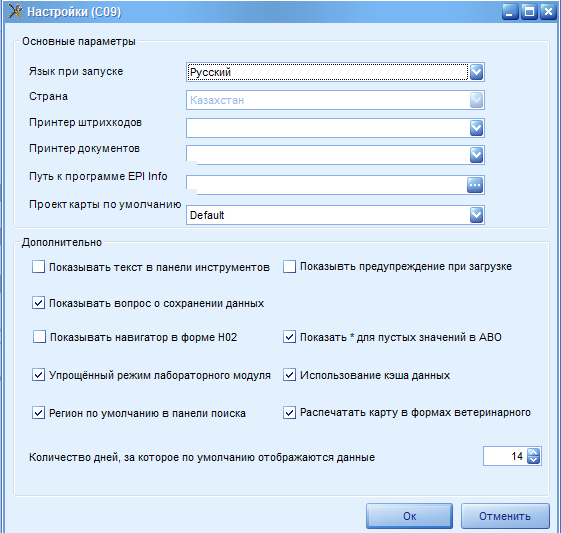 Настройки (C09)
Основные параметры
Язык при запуске
Русский
Страна
Казахстан
Принтер штрихкодов
Принтер документов
Путь к программе EPI Info
...
Проект карты по умолчанию
Default
Дополнительно
Показывать текст в панели инструментов
Показывть предупреждение при загрузке
Показывать вопрос о сохранении данных
Показывать навигатор в форме H02
Показать * для пустых значений в АВО
Упрощённый режим лабораторного модуля
Использование кэша данных
Регион по умолчанию в панели поиска
Распечатать карту в формах ветеринарного
Количество дней, за которое по умолчанию отображаются данные
14
Ок
Отменить